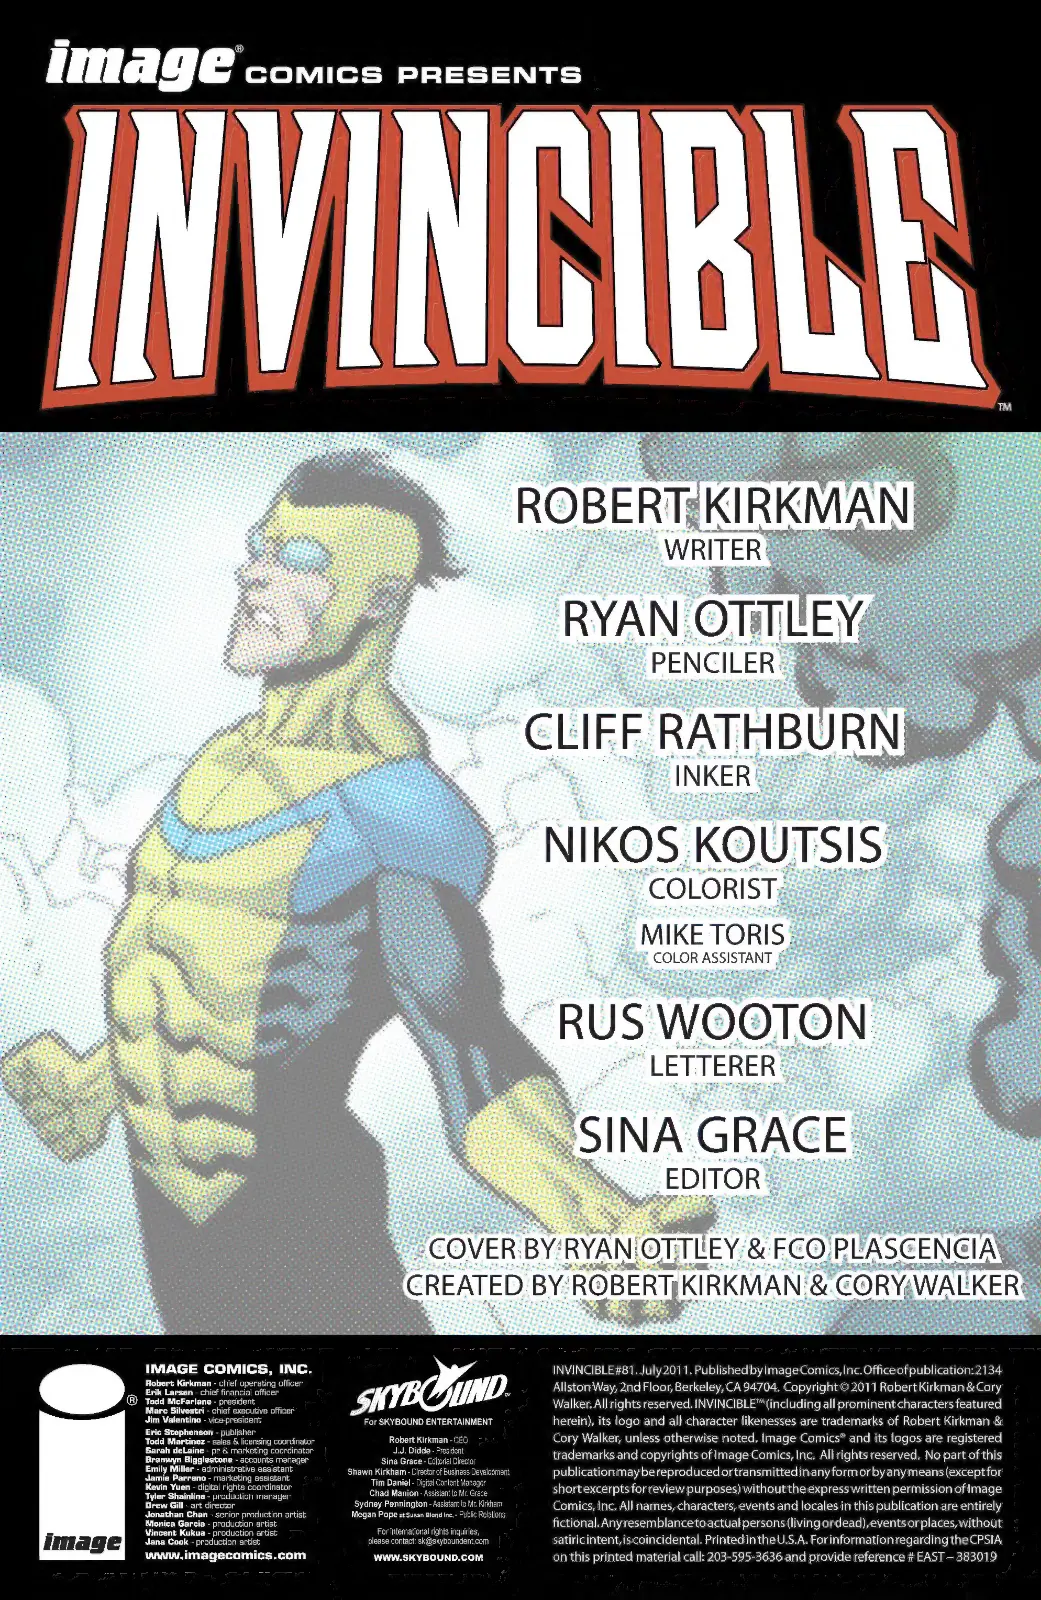 image® COMICS PRESENTS
INVINCIBLE™
ROBERT KIRKMAN
WRITER
RYAN OTTLEY
PENCILER
CLIFF RATHBURN
INKER
NIKOS KOUTSIS
COLORIST
MIKE TORIS
COLOR ASSISTANT
RUS WOOTON
LETTERER
SINA GRACE
EDITOR
COVER BY RYAN OTTLEY & FCO PLASCENCIA
CREATED BY ROBERT KIRKMAN & CORY WALKER
®
image
IMAGE COMICS, INC.
Robert Kirkman - chief operating officer
Erik Larsen - chief financial officer
Todd McFarlane - president
Marc Silvestri - chief executive officer
Jim Valentino - vice-president
Eric Stephenson - publisher
Todd Martinez - sales & licensing coordinator
Sarah deLaine - pr & marketing coordinator
Branwyn Bigglestone - accounts manager
Emily Miller - administrative assistant
Jamie Parreno - marketing assistant
Kevin Yuen - digital rights coordinator
Tyler Shainline - production manager
Drew Gill - art director
Jonathan Chan - senior production artist
Monica Garcia - production artist
Vincent Kukua - production artist
Jana Cook - production artist
www.imagecomics.com
SKYBOUND™
For SKYBOUND ENTERTAINMENT
Robert Kirkman - CEO
J.J. Didde - President
Sina Grace - Editorial Director
Shawn Kirkham - Director of Business Development
Tim Daniel - Digital Content Manager
Chad Manion - Assistant to Mr. Grace
Sydney Pennington - Assistant to Mr. Kirkham
Megan Pope at Susan Blond Inc. - Public Relations
For international rights inquiries,
please contact: sk@skyboundent.com
WWW.SKYBOUND.COM
INVINCIBLE #81. July 2011. Published by Image Comics, Inc. Office of publication: 2134
Allston Way, 2nd Floor, Berkeley, CA 94704. Copyright © 2011 Robert Kirkman & Cory
Walker. All rights reserved. INVINCIBLE™ (including all prominent characters featured
herein), its logo and all character likenesses are trademarks of Robert Kirkman &
Cory Walker, unless otherwise noted. Image Comics® and its logos are registered
trademarks and copyrights of Image Comics, Inc. All rights reserved. No part of this
publication may be reproduced or transmitted in any form or by any means (except for
short excerpts for review purposes) without the express written permission of Image
Comics, Inc. All names, characters, events and locales in this publication are entirely
fictional. Any resemblance to actual persons (living or dead), events or places, without
satiric intent, is coincidental. Printed in the U.S.A. For information regarding the CPSIA
on this printed material call: 203-595-3636 and provide reference # EAST – 383019